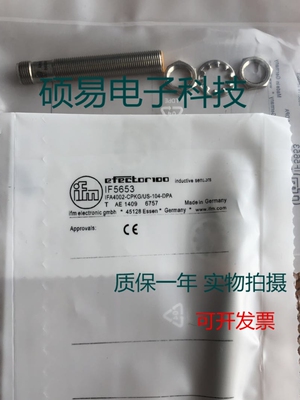 硕易电子科技
ifm
efector100
inductive sensors
IF5653
IFA4002-CPKG/US-104-DPA
T AE 1409 6757
Made in Germany
ifm electronic gmbh • 45128 Essen • Germany • www.ifm.com
Approvals:
CE
质保一年 实物拍摄
可开发票